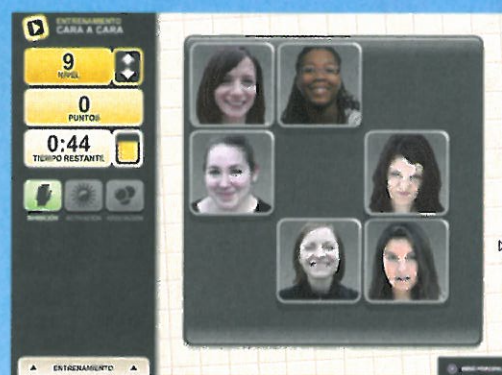 ENTRENAMIENTO
CARA A CARA
9
NIVEL
0
PUNTOS
0:44
TIEMPO RESTANTE
ENTRENAMIENTO